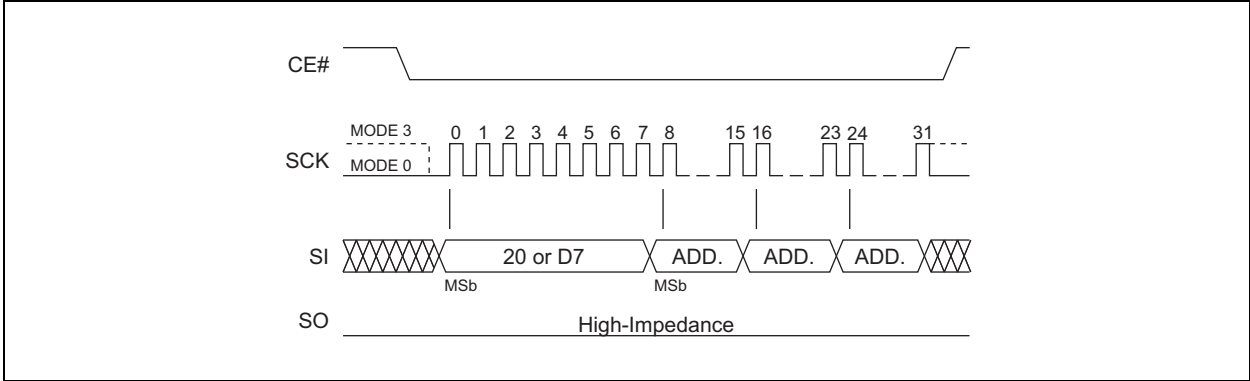 CE#
MODE 3 0 1 2 3 4 5 6 7 8 15 16 23 24 31
SCK
MODE 0
SI 20 or D7 ADD. ADD. ADD.
MSb MSb
SO High-Impedance